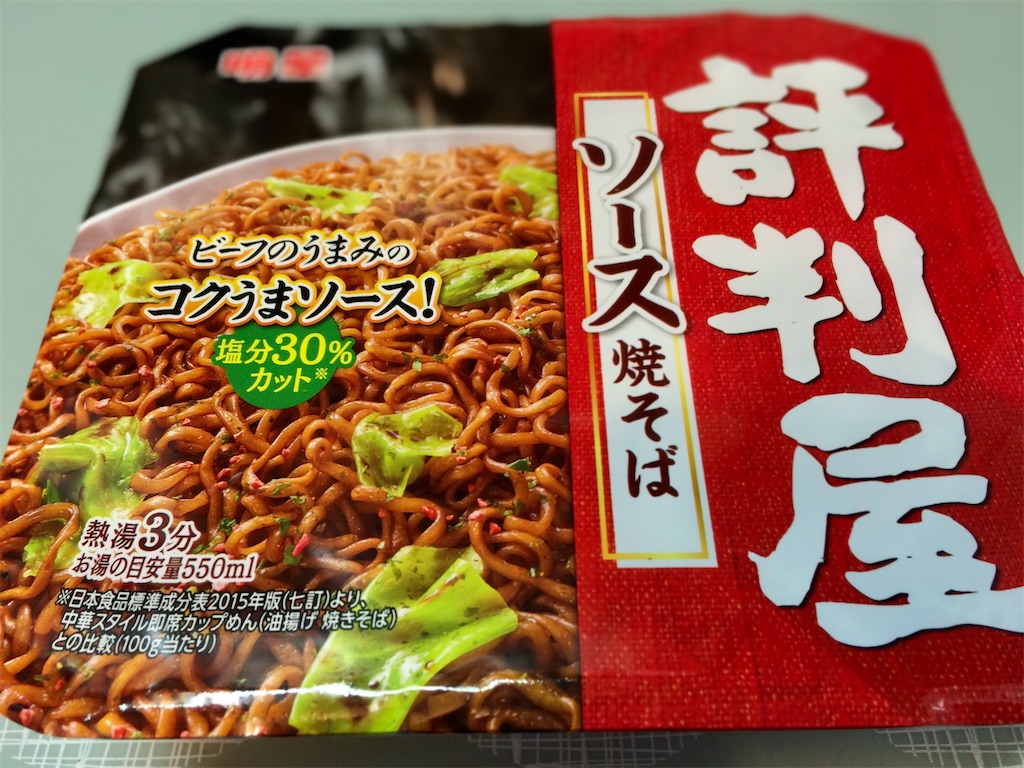 明星
評判屋
ソース焼そば
ビーフのうまみの
コクうまソース!
塩分30%
カット※
熱湯3分
お湯の目安量550ml
※日本食品標準成分表2015年版(七訂)より、
中華スタイル即席カップめん(油揚げ 焼きそば)
との比較(100g当たり)